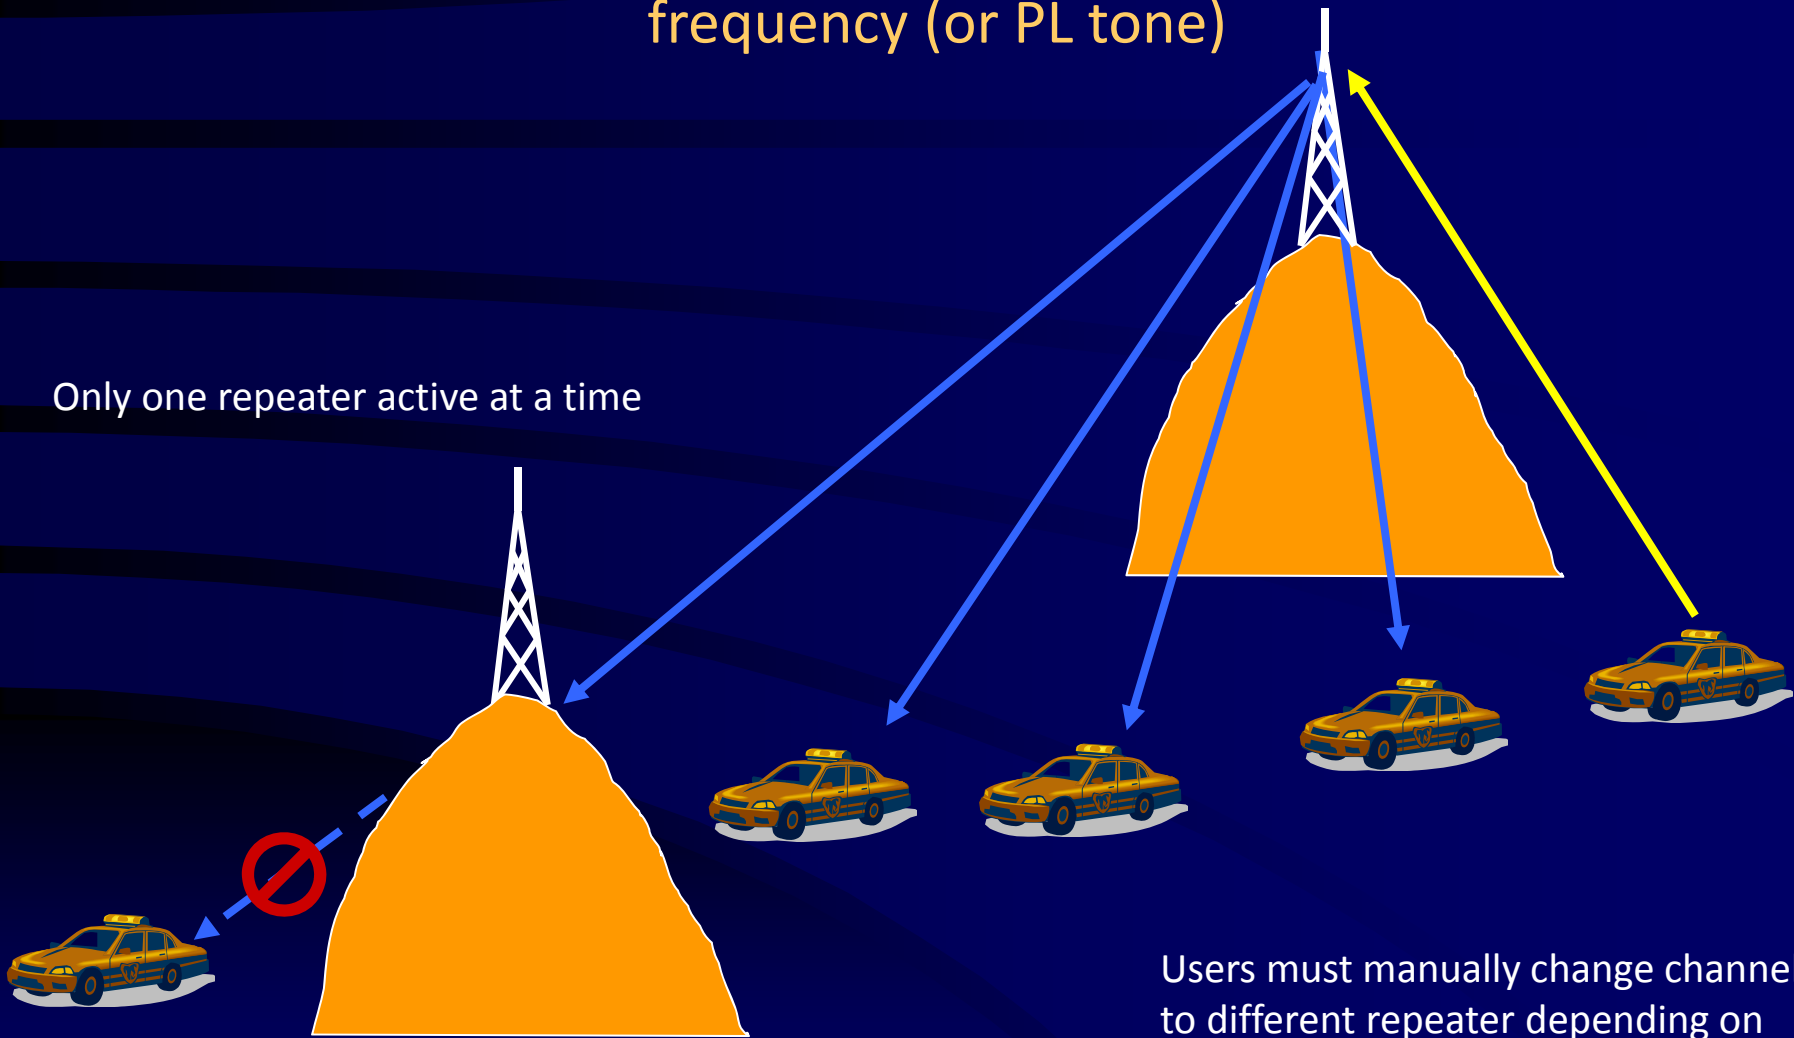 frequency (or PL tone)
Only one repeater active at a time
Users must manually change channe
to different repeater depending on